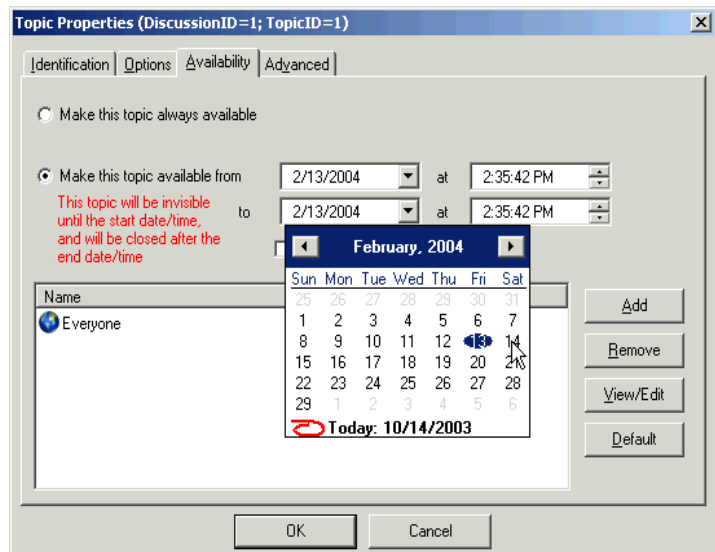 Topic Properties (DiscussionID=1; TopicID=1)
Identification Options Availability Advanced
Make this topic always available
Make this topic available from 2/13/2004 at 2:35:42 PM
This topic will be invisible
until the start date/time,
and will be closed after the
end date/time
to 2/13/2004 at 2:35:42 PM
February, 2004
Sun Mon Tue Wed Thu Fri Sat
25 26 27 28 29 30 31
1 2 3 4 5 6 7
8 9 10 11 12 13 14
15 16 17 18 19 20 21
22 23 24 25 26 27 28
29 1 2 3 4 5 6
Today: 10/14/2003
Name
Everyone
Add
Remove
View/Edit
Default
OK Cancel